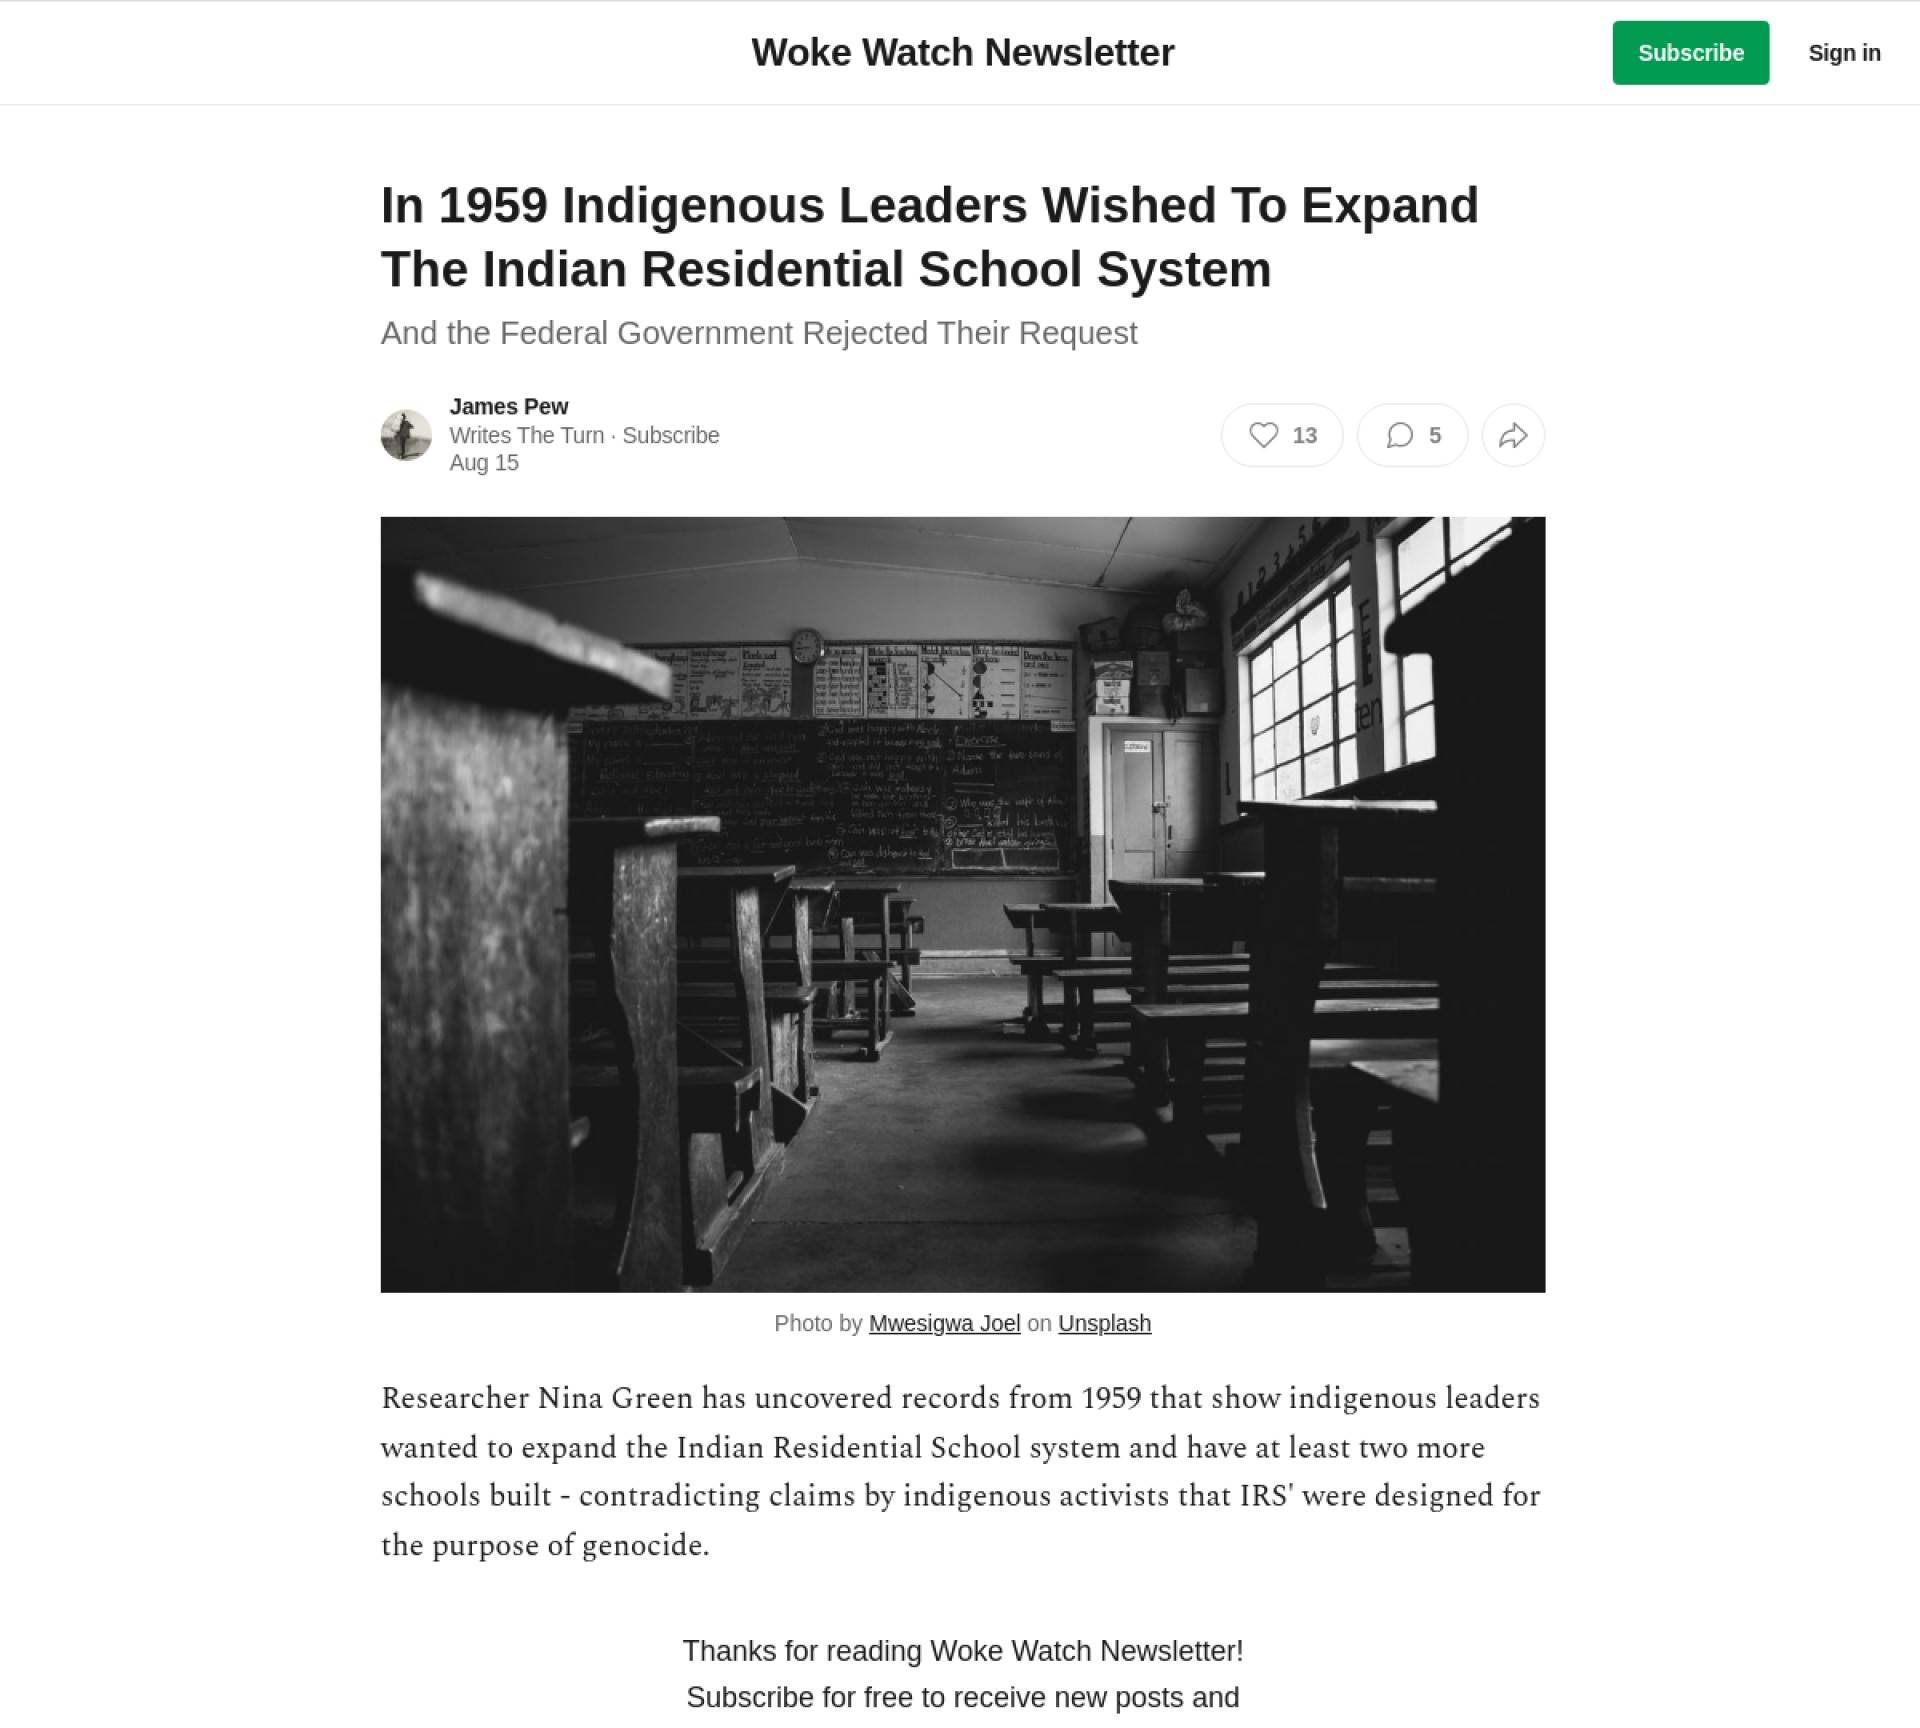 Woke Watch Newsletter
Subscribe
Sign in
In 1959 Indigenous Leaders Wished To Expand
The Indian Residential School System
And the Federal Government Rejected Their Request
James Pew
Writes The Turn · Subscribe
Aug 15
13
5
Photo by Mwesigwa Joel on Unsplash
Researcher Nina Green has uncovered records from 1959 that show indigenous leaders
wanted to expand the Indian Residential School system and have at least two more
schools built - contradicting claims by indigenous activists that IRS' were designed for
the purpose of genocide.
Thanks for reading Woke Watch Newsletter!
Subscribe for free to receive new posts and